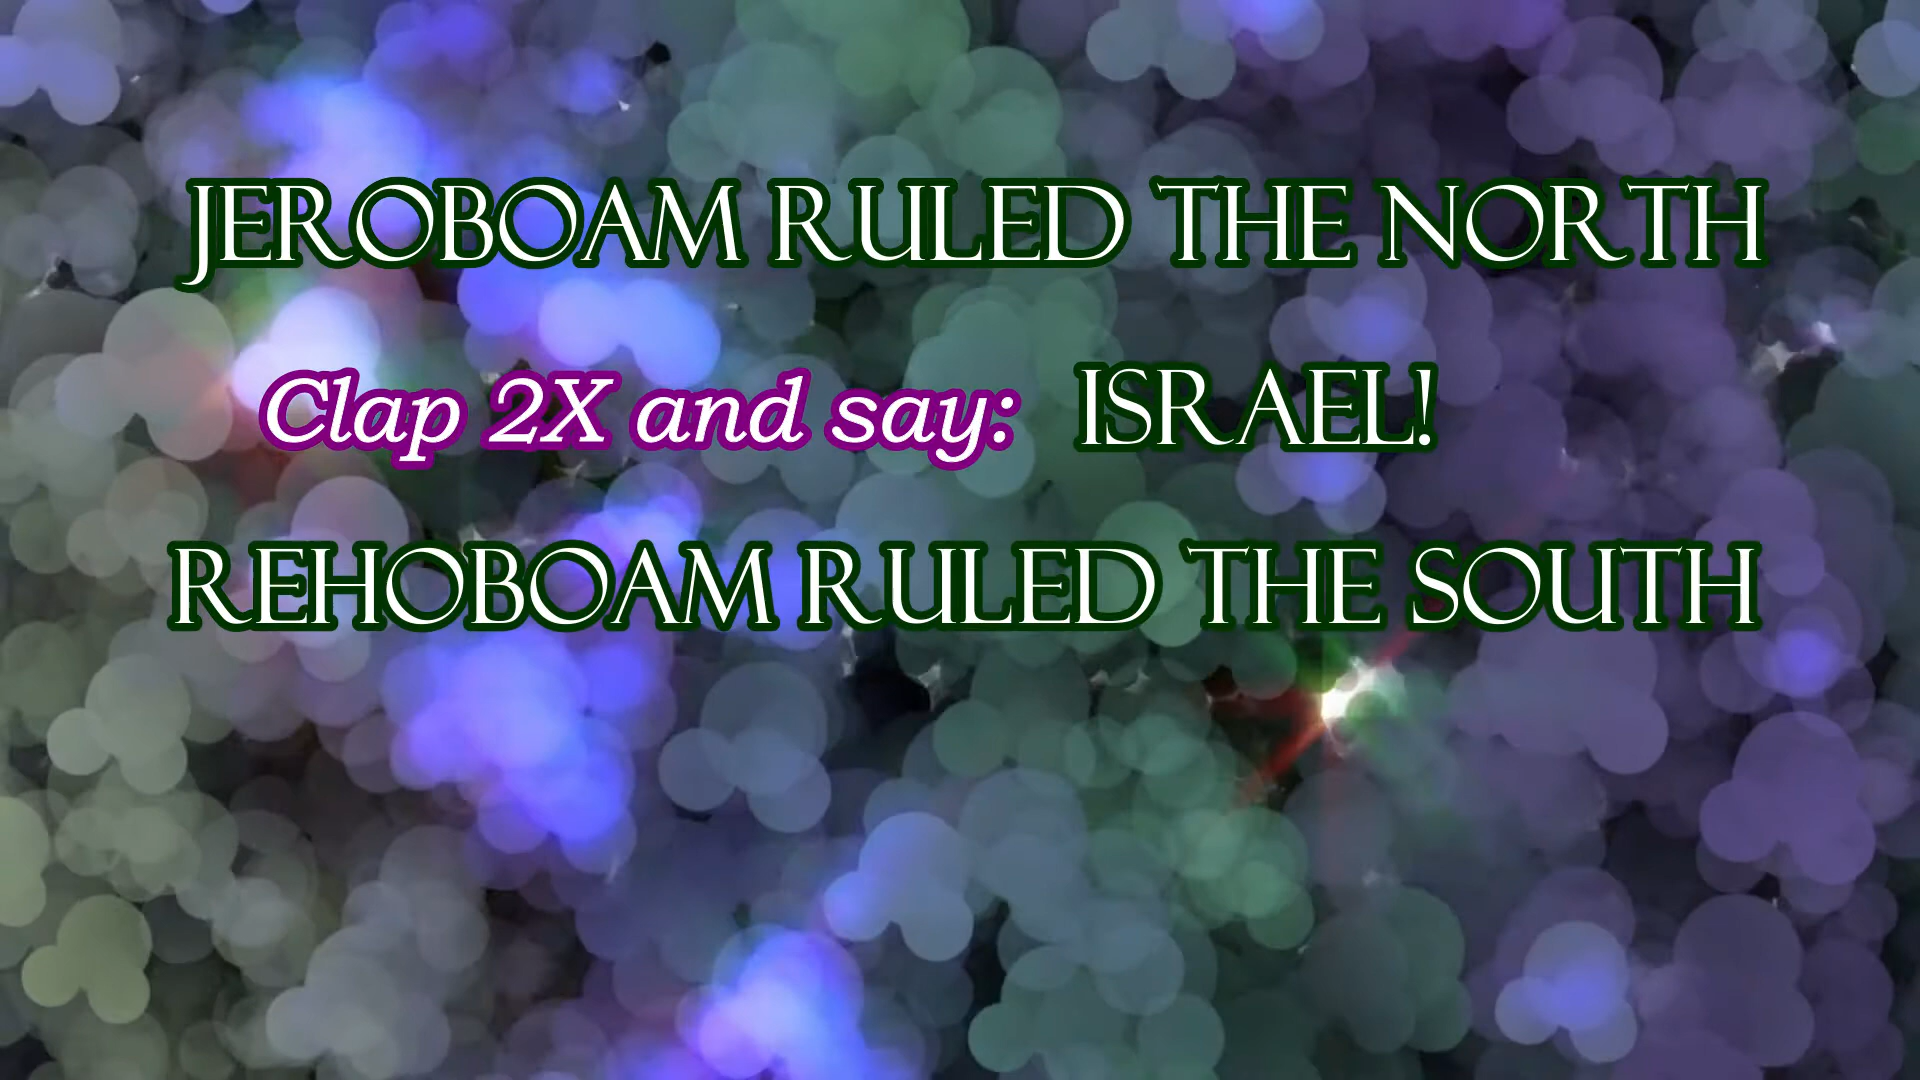 JEROBOAM RULED THE NORTH
Clap 2X and say: ISRAEL!
REHOBOAM RULED THE SOUTH